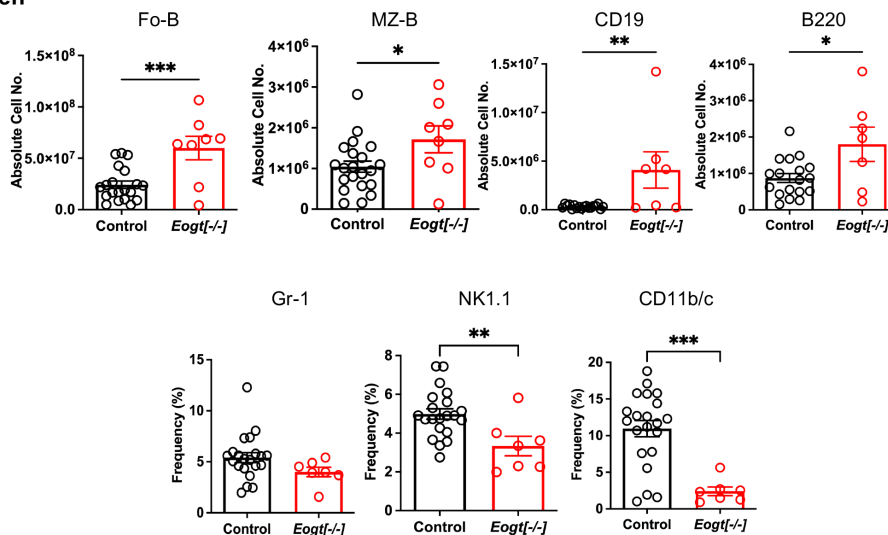 Fo-B
MZ-B
CD19
B220
***
*
**
*
Absolute Cell No.
1.5×10⁸
1.0×10⁸
5.0×10⁷
0.0
Control
Eogt[-/-]
Absolute Cell No.
4×10⁶
3×10⁶
2×10⁶
1×10⁶
0
Control
Eogt[-/-]
Absolute Cell No.
1.5×10⁷
1.0×10⁷
5.0×10⁶
0.0
Control
Eogt[-/-]
Absolute Cell No.
4×10⁶
3×10⁶
2×10⁶
1×10⁶
0
Control
Eogt[-/-]
Gr-1
NK1.1
CD11b/c
**
***
Frequency (%)
15
10
5
0
Control
Eogt[-/-]
Frequency (%)
8
6
4
2
0
Control
Eogt[-/-]
Frequency (%)
20
15
10
5
0
Control
Eogt[-/-]